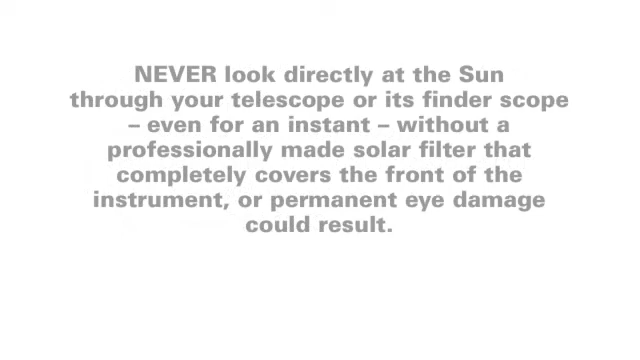 NEVER look directly at the Sun
through your telescope or its finder scope
– even for an instant – without a
professionally made solar filter that
completely covers the front of the
instrument, or permanent eye damage
could result.